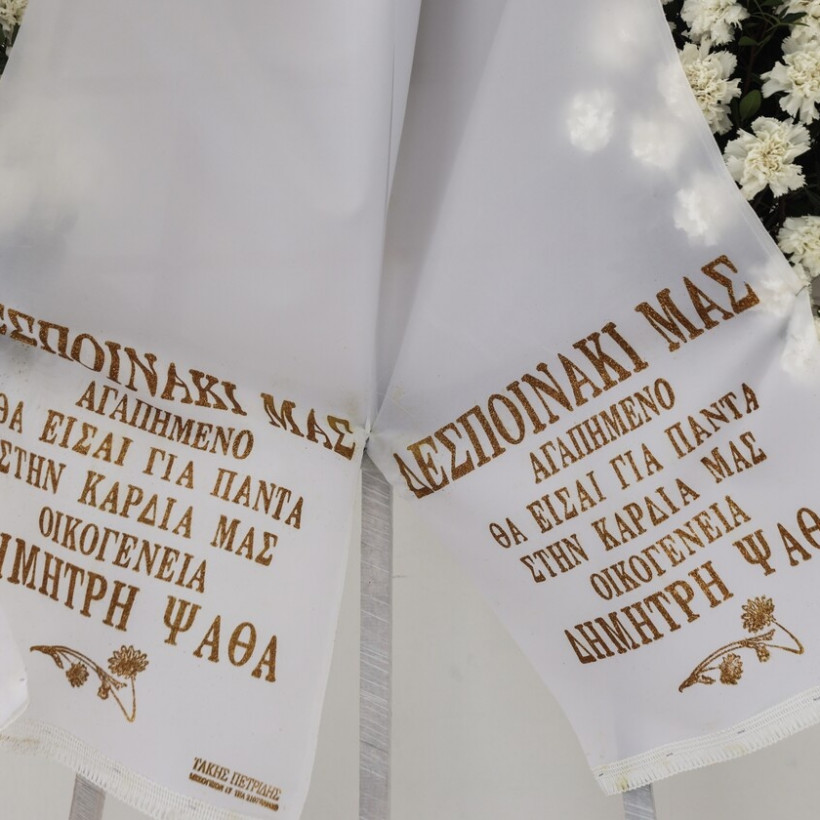 ΔΕΣΠΟΙΝΑΚΙ ΜΑΣ
ΑΓΑΠΗΜΕΝΟ
ΘΑ ΕΙΣΑΙ ΓΙΑ ΠΑΝΤΑ
ΣΤΗΝ ΚΑΡΔΙΑ ΜΑΣ
ΟΙΚΟΓΕΝΕΙΑ
ΔΗΜΗΤΡΗ ΨΑΘΑ
ΤΑΚΗΣ ΠΕΤΡΙΔΗΣ
ΔΕΣΠΟΙΝΑΚΙ ΜΑΣ
ΑΓΑΠΗΜΕΝΟ
ΘΑ ΕΙΣΑΙ ΓΙΑ ΠΑΝΤΑ
ΣΤΗΝ ΚΑΡΔΙΑ ΜΑΣ
ΟΙΚΟΓΕΝΕΙΑ
ΔΗΜΗΤΡΗ ΨΑΘΑ